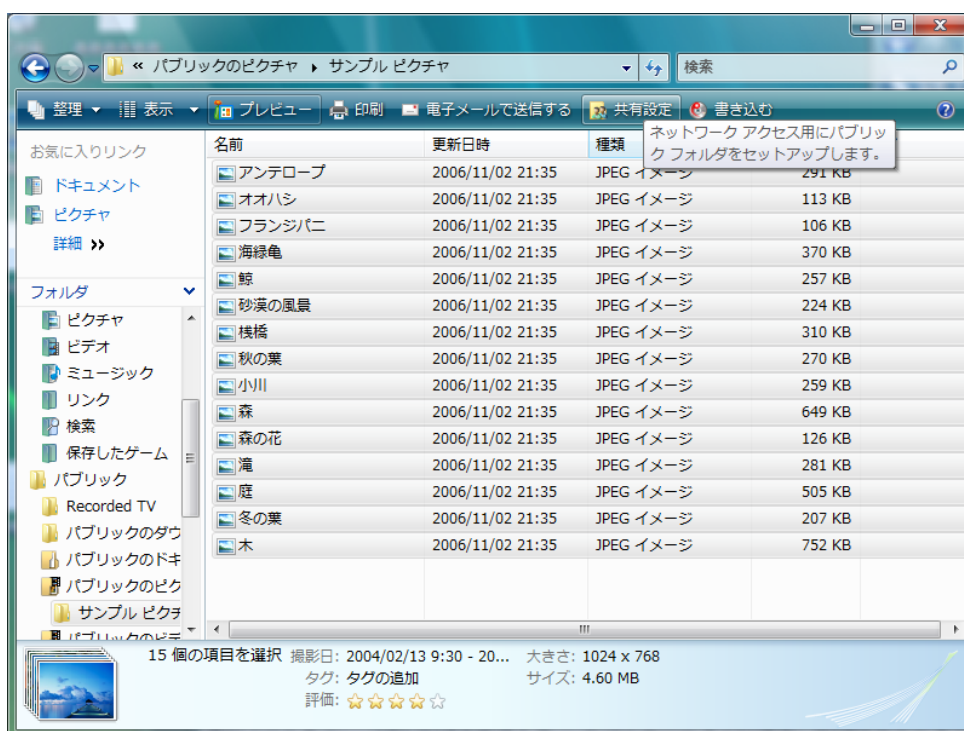 « パブリックのピクチャ ▸ サンプル ピクチャ
検索
整理 表示 プレビュー 印刷 電子メールで送信する 共有設定 書き込む
ネットワーク アクセス用にパブリッ
ク フォルダをセットアップします。
お気に入りリンク
ドキュメント
ピクチャ
詳細 »
フォルダ
ピクチャ
ビデオ
ミュージック
リンク
検索
保存したゲーム
パブリック
Recorded TV
パブリックのダウ
パブリックのドキ
パブリックのピク
サンプル ピクチ
パブリックのビデ
名前 更新日時 種類
アンテロープ 2006/11/02 21:35 JPEG イメージ 291 KB
オオハシ 2006/11/02 21:35 JPEG イメージ 113 KB
フランジパニ 2006/11/02 21:35 JPEG イメージ 106 KB
海緑亀 2006/11/02 21:35 JPEG イメージ 370 KB
鯨 2006/11/02 21:35 JPEG イメージ 257 KB
砂漠の風景 2006/11/02 21:35 JPEG イメージ 224 KB
桟橋 2006/11/02 21:35 JPEG イメージ 310 KB
秋の葉 2006/11/02 21:35 JPEG イメージ 270 KB
小川 2006/11/02 21:35 JPEG イメージ 259 KB
森 2006/11/02 21:35 JPEG イメージ 649 KB
森の花 2006/11/02 21:35 JPEG イメージ 126 KB
滝 2006/11/02 21:35 JPEG イメージ 281 KB
庭 2006/11/02 21:35 JPEG イメージ 505 KB
冬の葉 2006/11/02 21:35 JPEG イメージ 207 KB
木 2006/11/02 21:35 JPEG イメージ 752 KB
15 個の項目を選択 撮影日: 2004/02/13 9:30 - 20... 大きさ: 1024 x 768
タグ: タグの追加 サイズ: 4.60 MB
評価: